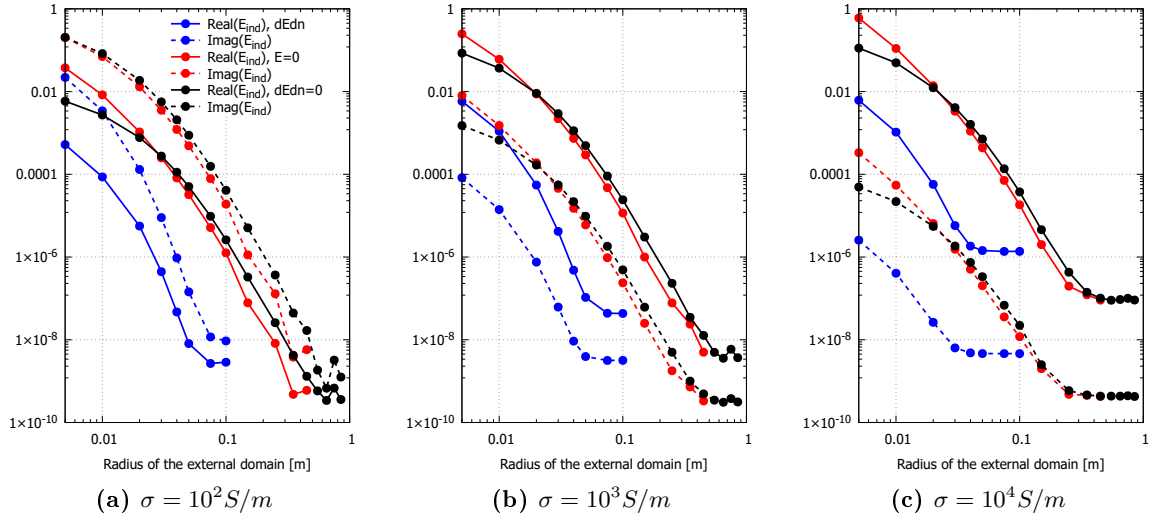 1
0.01
0.0001
1×10^-6
1×10^-8
1×10^-10
0.01
0.1
1
Radius of the external domain [m]
Real(E_ind), dEdn
Imag(E_ind)
Real(E_ind), E=0
Imag(E_ind)
Real(E_ind), dEdn=0
Imag(E_ind)
(a) σ = 10^2 S/m
1
0.01
0.0001
1×10^-6
1×10^-8
1×10^-10
0.01
0.1
1
Radius of the external domain [m]
(b) σ = 10^3 S/m
1
0.01
0.0001
1×10^-6
1×10^-8
1×10^-10
0.01
0.1
1
Radius of the external domain [m]
(c) σ = 10^4 S/m